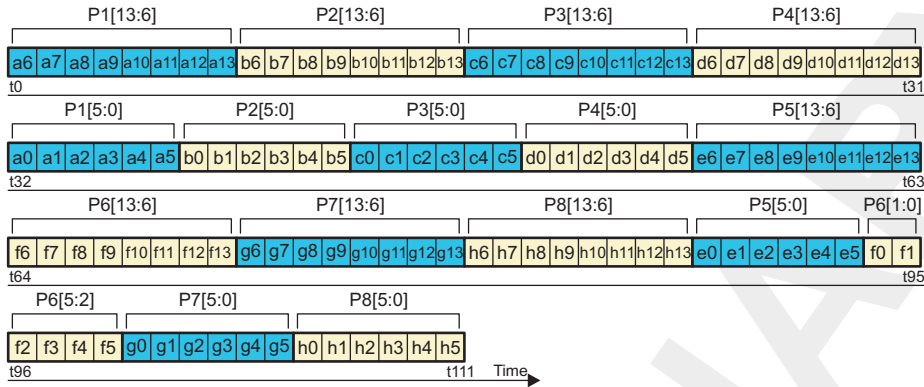 P1[13:6] P2[13:6] P3[13:6] P4[13:6]
a6 a7 a8 a9 a10 a11 a12 a13 b6 b7 b8 b9 b10 b11 b12 b13 c6 c7 c8 c9 c10 c11 c12 c13 d6 d7 d8 d9 d10 d11 d12 d13
t0 t31
P1[5:0] P2[5:0] P3[5:0] P4[5:0] P5[13:6]
a0 a1 a2 a3 a4 a5 b0 b1 b2 b3 b4 b5 c0 c1 c2 c3 c4 c5 d0 d1 d2 d3 d4 d5 e6 e7 e8 e9 e10 e11 e12 e13
t32 t63
P6[13:6] P7[13:6] P8[13:6] P5[5:0] P6[1:0]
f6 f7 f8 f9 f10 f11 f12 f13 g6 g7 g8 g9 g10 g11 g12 g13 h6 h7 h8 h9 h10 h11 h12 h13 e0 e1 e2 e3 e4 e5 f0 f1
t64 t95
P6[5:2] P7[5:0] P8[5:0]
f2 f3 f4 f5 g0 g1 g2 g3 g4 g5 h0 h1 h2 h3 h4 h5
t96 t111 Time